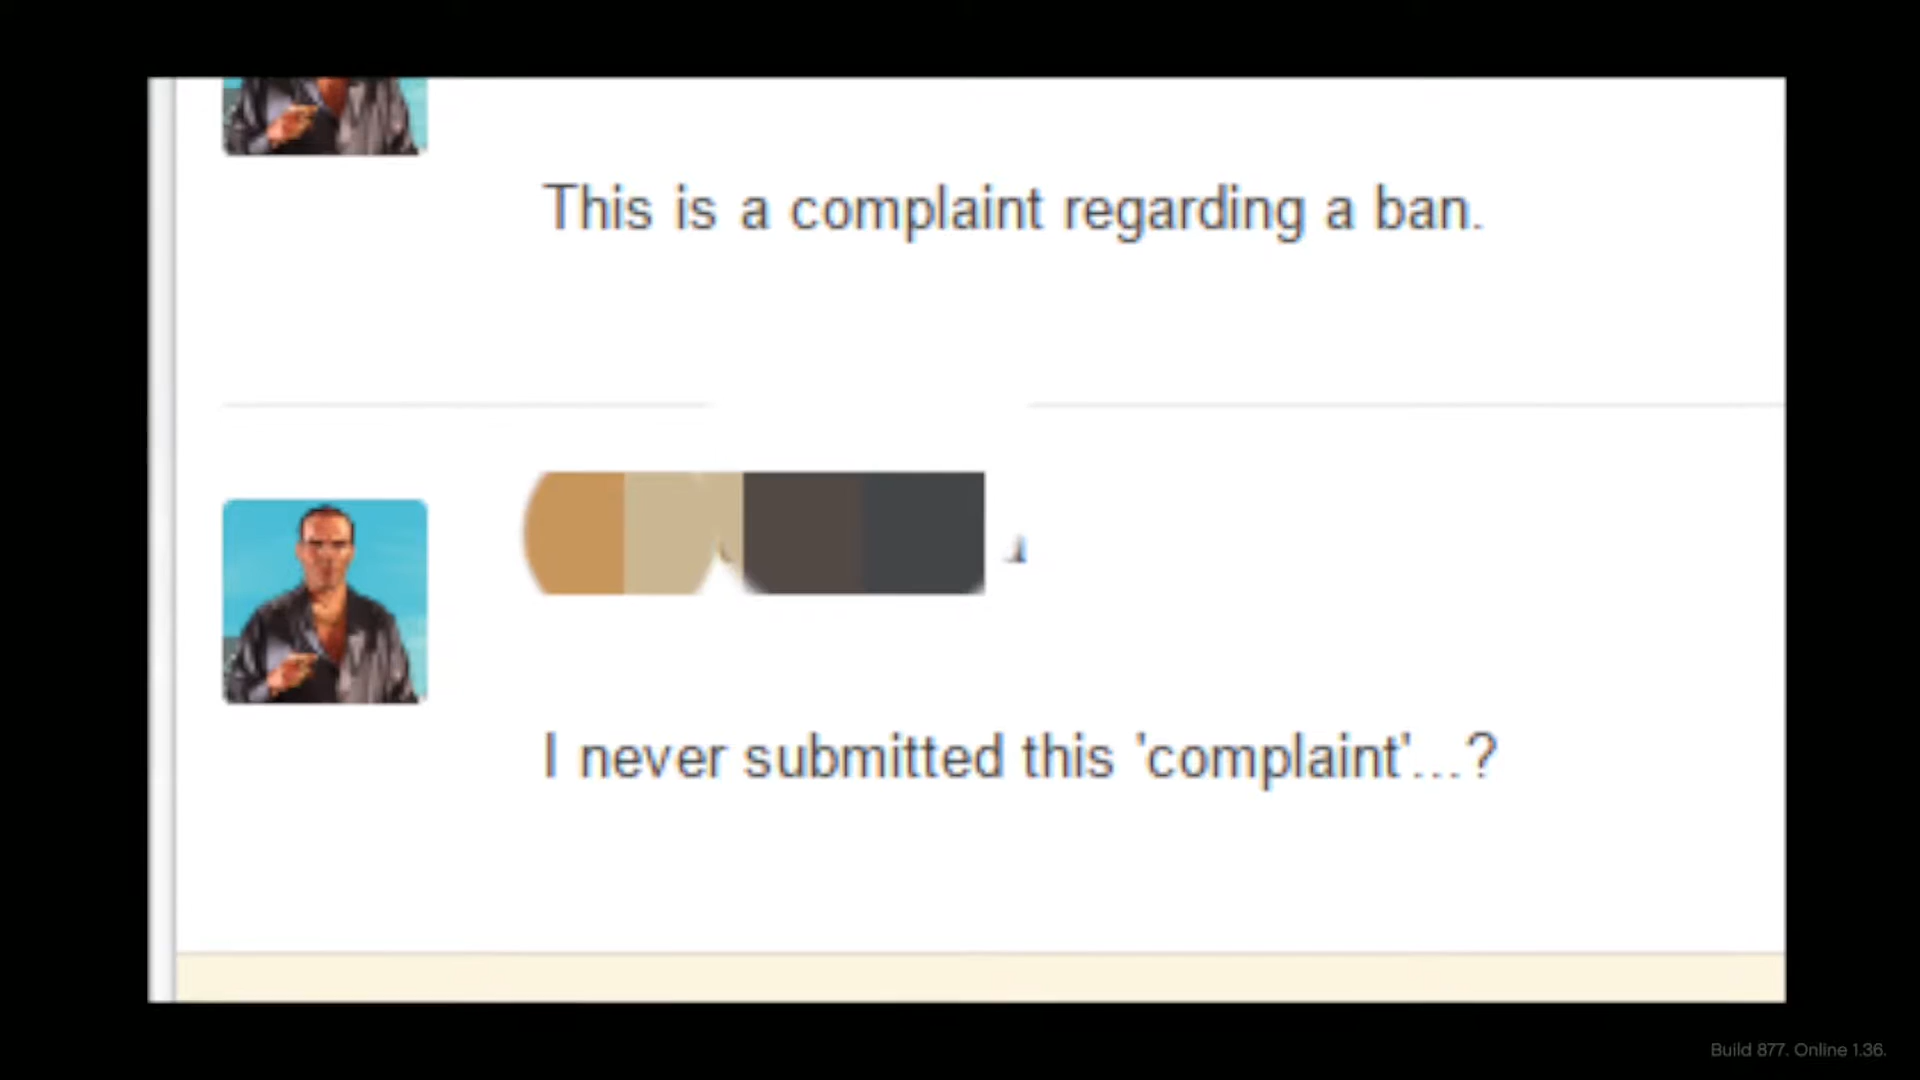 This is a complaint regarding a ban.
I never submitted this 'complaint'...?
Build 877. Online 1.36.